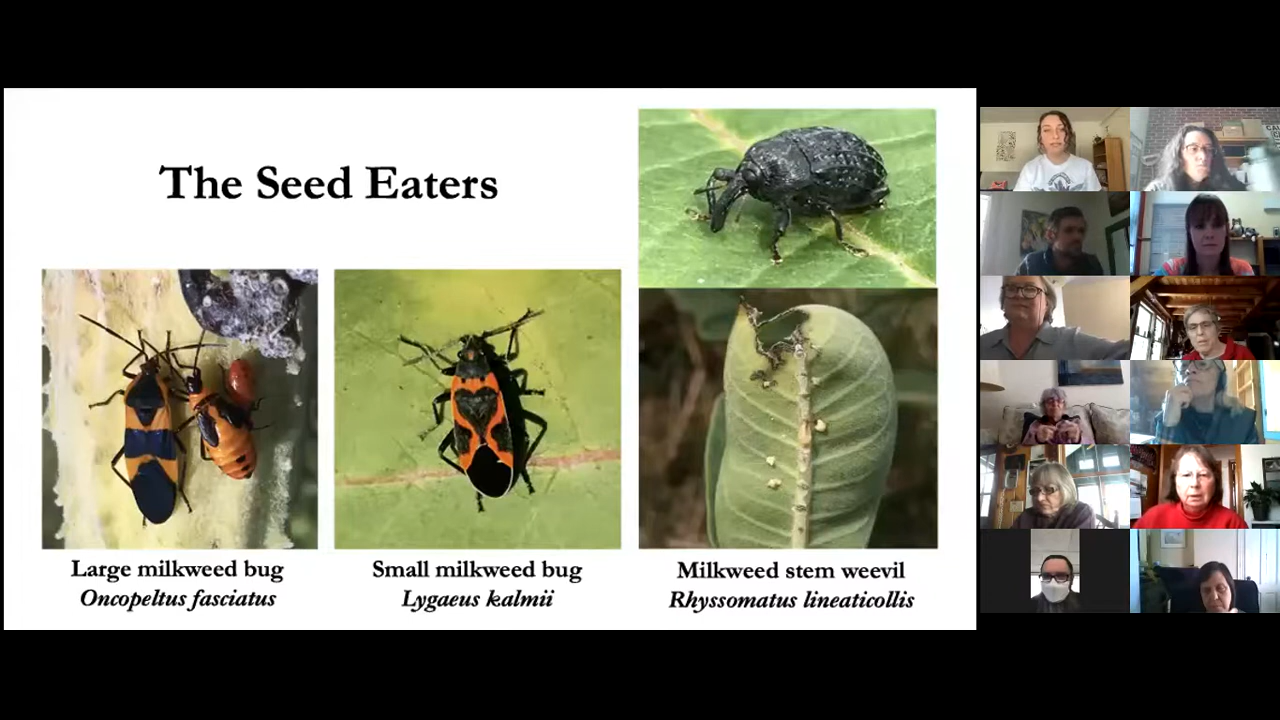 The Seed Eaters
Large milkweed bug
Oncopeltus fasciatus
Small milkweed bug
Lygaeus kalmii
Milkweed stem weevil
Rhyssomatus lineaticollis